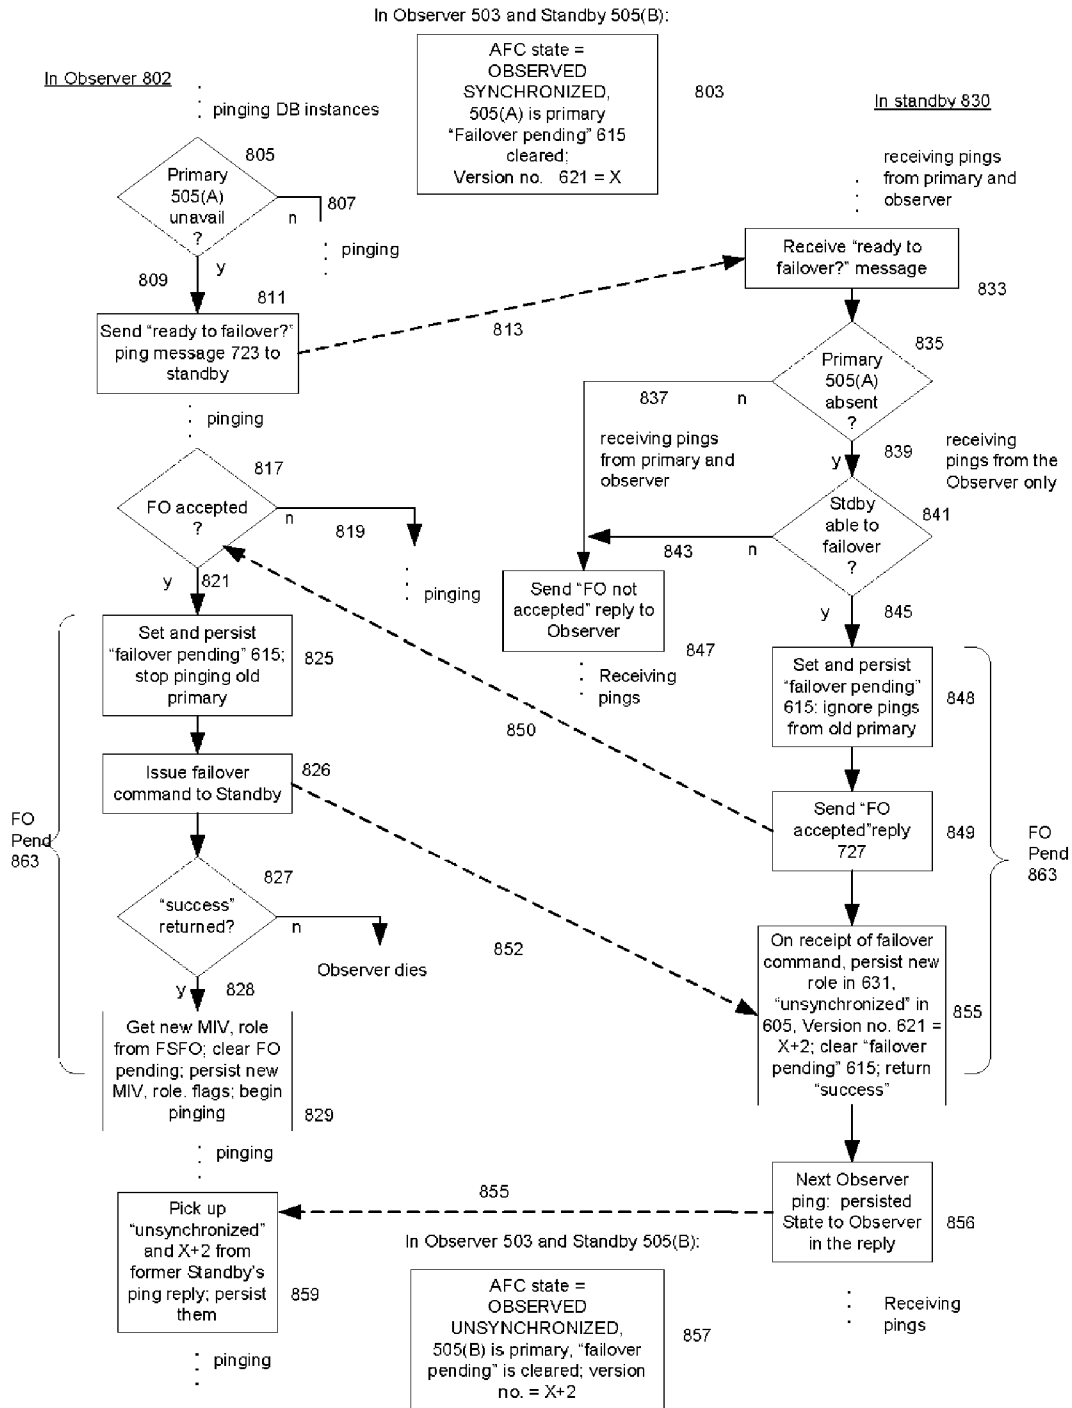 In Observer 503 and Standby 505(B):
AFC state =
OBSERVED
SYNCHRONIZED,
505(A) is primary
“Failover pending” 615
cleared;
Version no. 621 = X
803
In Observer 802
pinging DB instances
805
Primary
505(A)
unavail
?
807
n
pinging
y
809
811
Send “ready to failover?”
ping message 723 to
standby
813
pinging
817
FO accepted
?
n
819
pinging
y
821
Set and persist
“failover pending” 615;
stop pinging old
primary
825
Issue failover
command to Standby
826
FO
Pend
863
827
“success”
returned?
n
Observer dies
y
828
Get new MIV, role
from FSFO; clear FO
pending; persist new
MIV, role. flags; begin
pinging
829
pinging
Pick up
“unsynchronized”
and X+2 from
former Standby's
ping reply; persist
them
859
pinging
In standby 830
receiving pings
from primary and
observer
Receive “ready to
failover?” message
833
835
Primary
505(A)
absent
?
837
n
receiving pings
from primary and
observer
y
839
receiving
pings from the
Observer only
Stdby
able to
failover
?
841
843
n
Send “FO not
accepted” reply to
Observer
847
Receiving
pings
y
845
Set and persist
“failover pending”
615: ignore pings
from old primary
848
850
Send “FO
accepted”reply
727
849
FO
Pend
863
852
On receipt of failover
command, persist new
role in 631,
“unsynchronized” in
605, Version no. 621 =
X+2; clear “failover
pending” 615; return
“success”
855
Next Observer
ping: persisted
State to Observer
in the reply
856
855
Receiving
pings
In Observer 503 and Standby 505(B):
AFC state =
OBSERVED
UNSYNCHRONIZED,
505(B) is primary, “failover
pending” is cleared; version
no. = X+2
857